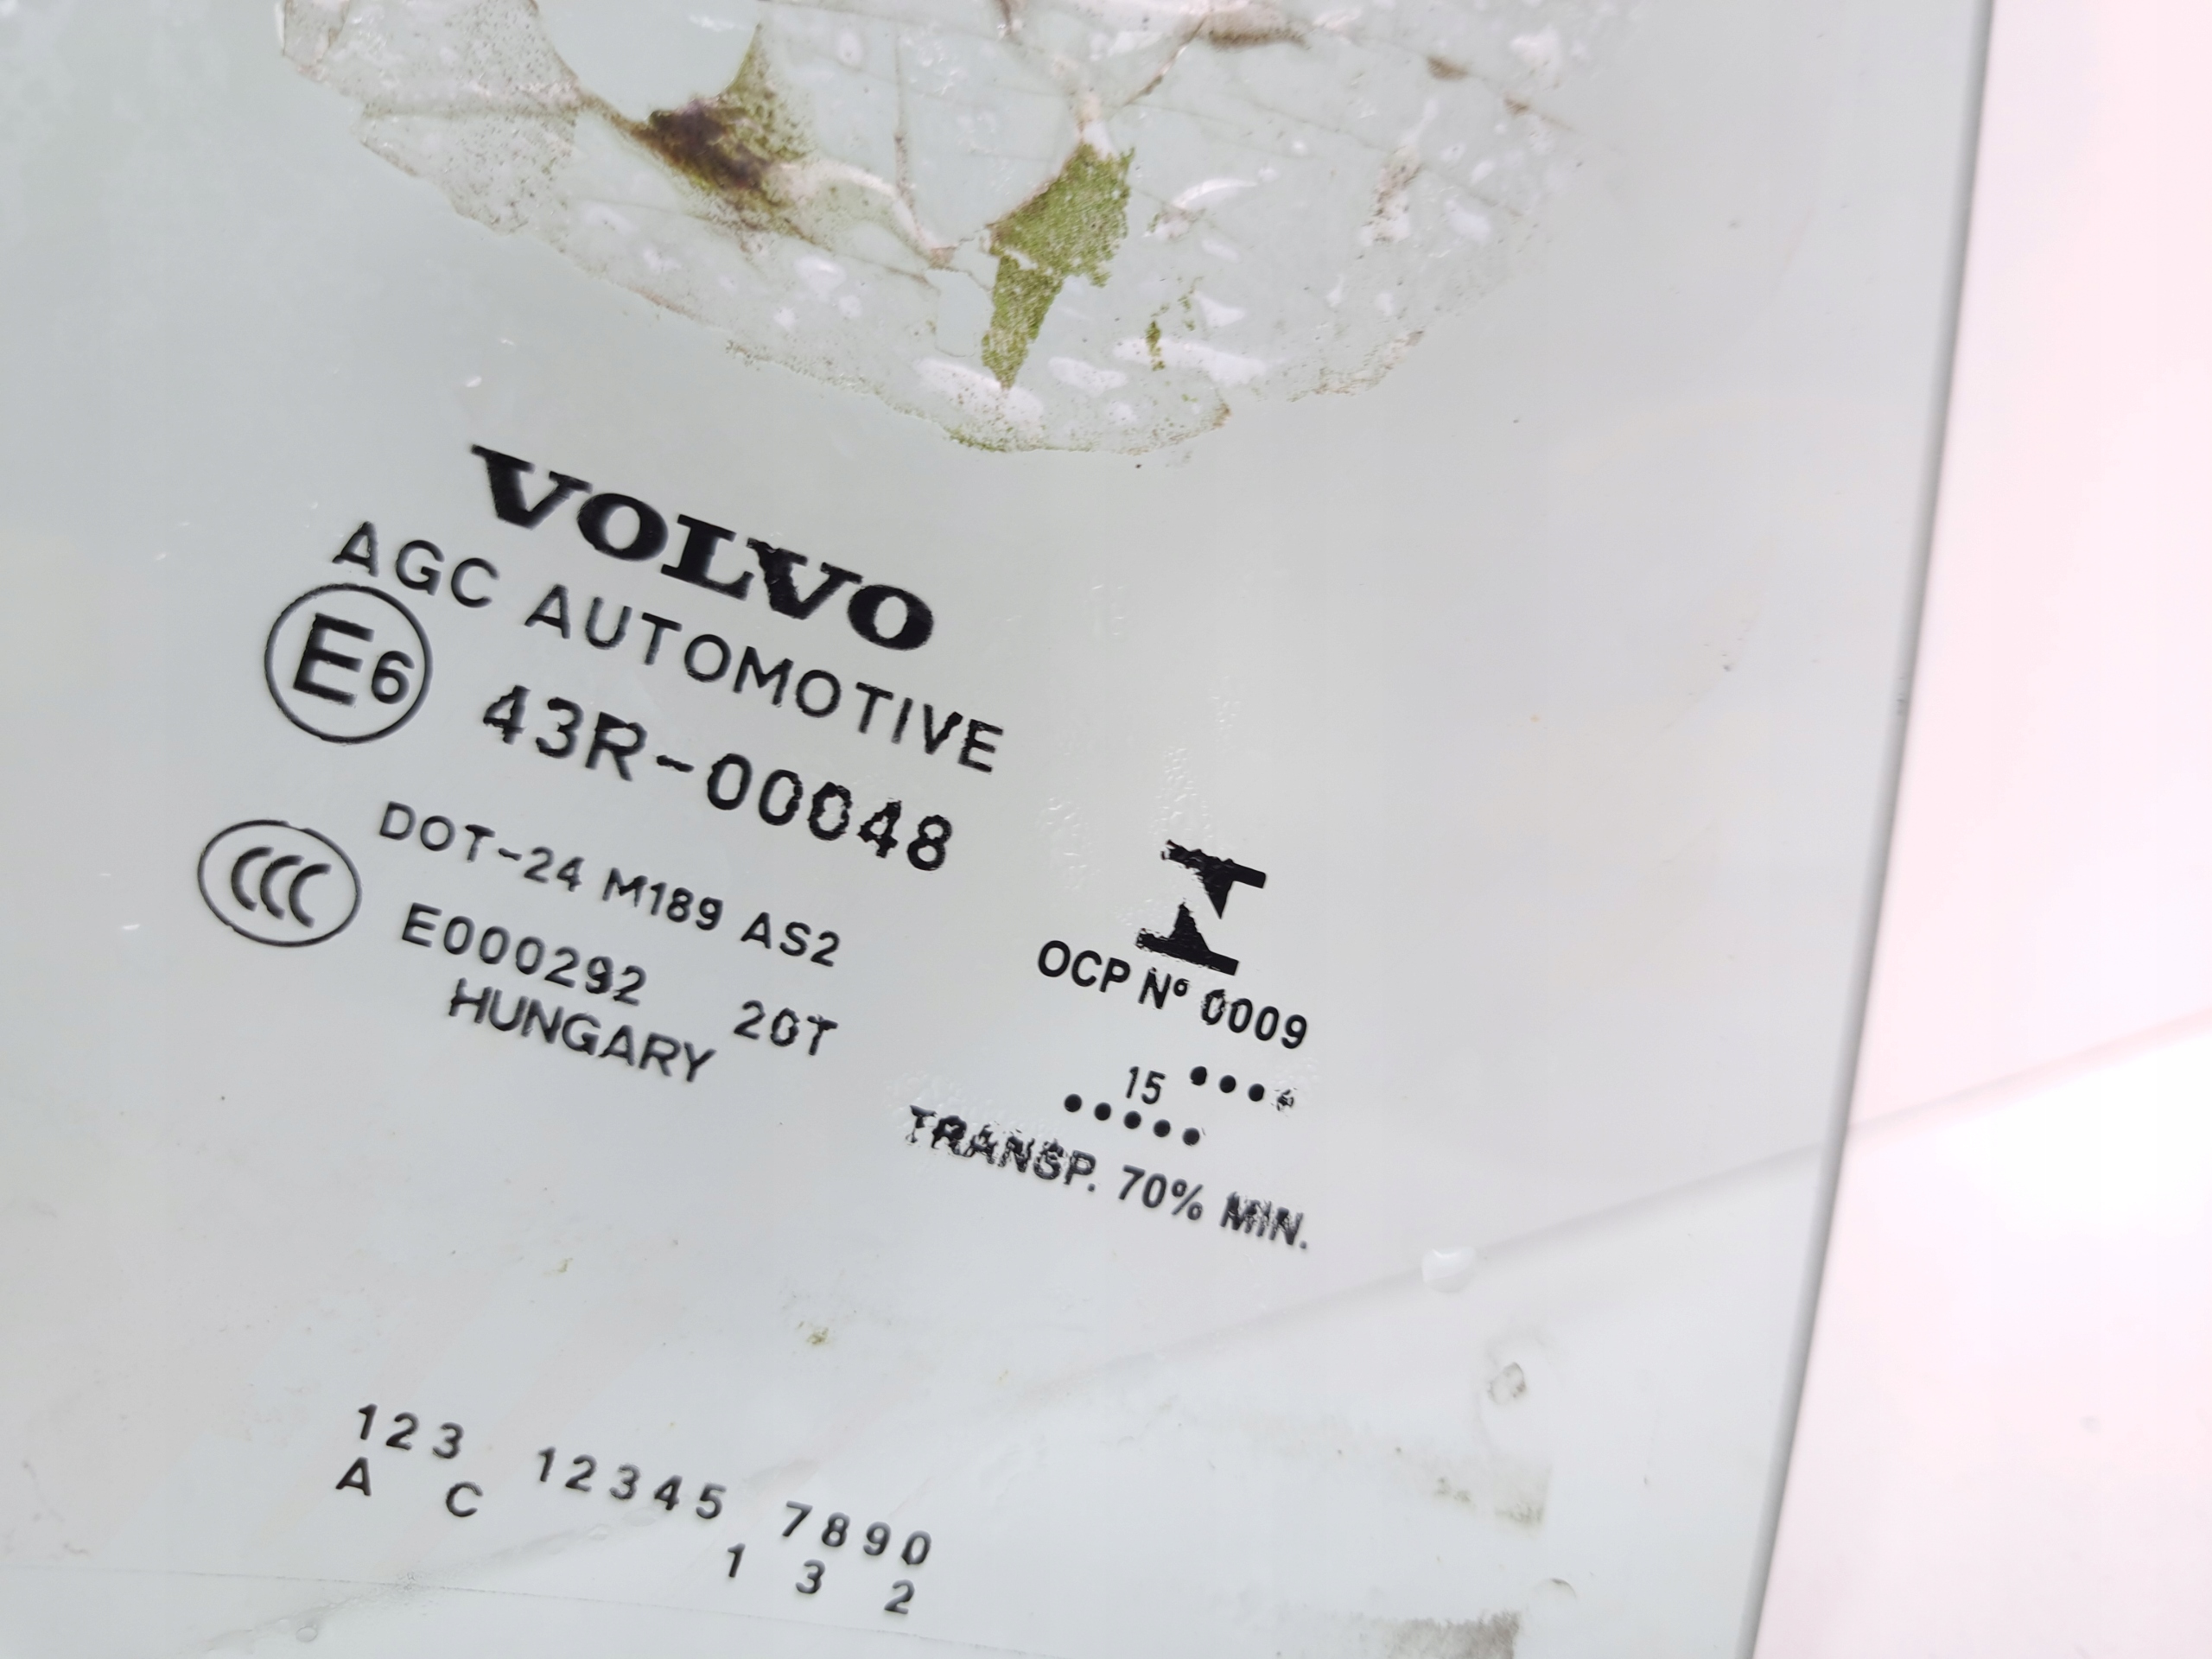 VOLVO
AGC AUTOMOTIVE
E6 43R-00048
DOT-24 M189 AS2
CCC
E000292 20T
HUNGARY
OCP Nº 0009
15 ••••
•••••
TRANSP. 70% MIN.
123 12345 7890
A C 1 3 2